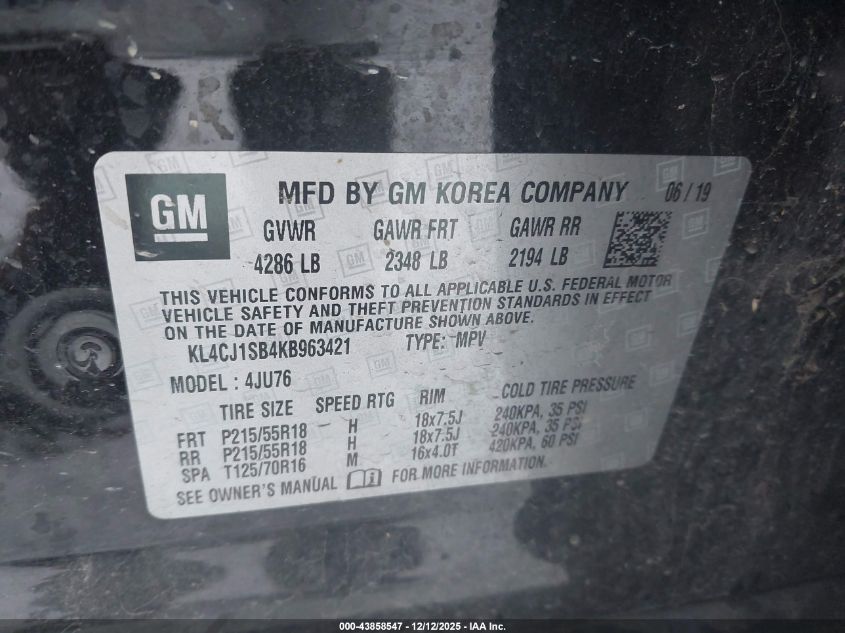 GM
MFD BY GM KOREA COMPANY 06 / 19
GVWR GAWR FRT GAWR RR
4286 LB 2348 LB 2194 LB
THIS VEHICLE CONFORMS TO ALL APPLICABLE U.S. FEDERAL MOTOR
VEHICLE SAFETY AND THEFT PREVENTION STANDARDS IN EFFECT
ON THE DATE OF MANUFACTURE SHOWN ABOVE.
KL4CJ1SB4KB963421 TYPE: MPV
MODEL : 4JU76
TIRE SIZE SPEED RTG RIM COLD TIRE PRESSURE
FRT P215/55R18 H 18x7.5J 240KPA, 35 PSI
RR P215/55R18 H 18x7.5J 240KPA, 35 PSI
SPA T125/70R16 M 16x4.0T 420KPA, 60 PSI
SEE OWNER'S MANUAL FOR MORE INFORMATION.
000-43858547 - 12/12/2025 - IAA Inc.